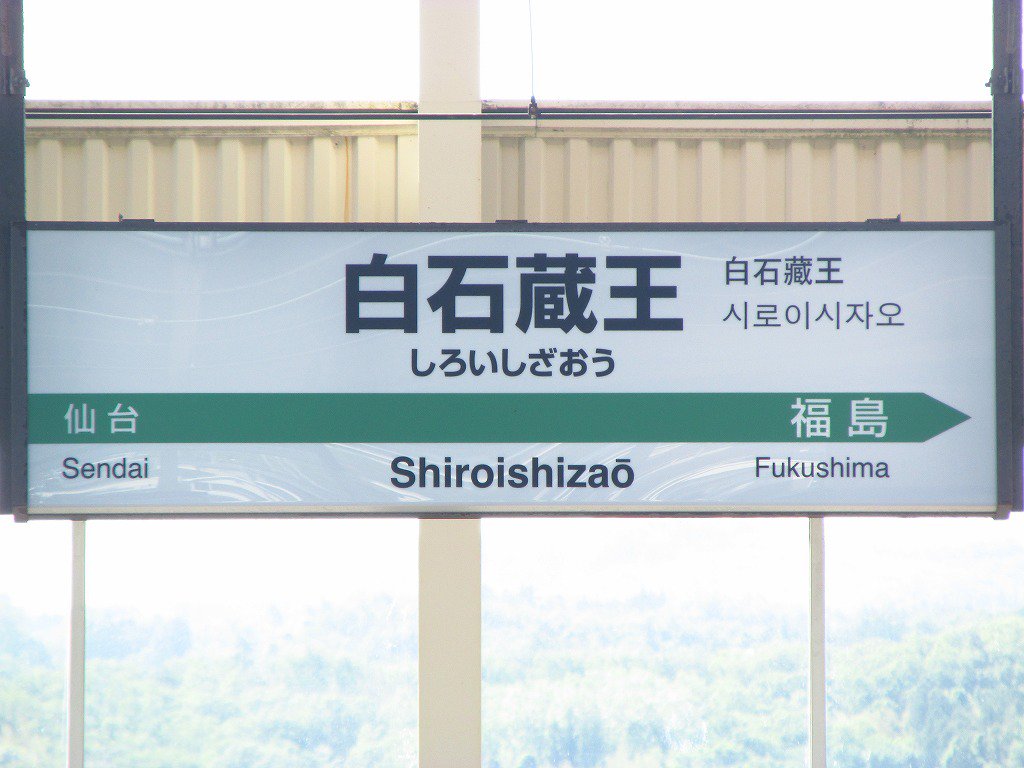 白石蔵王
しろいしざおう
白石藏王
시로이시자오
仙台
福島
Sendai
Shiroishizaō
Fukushima